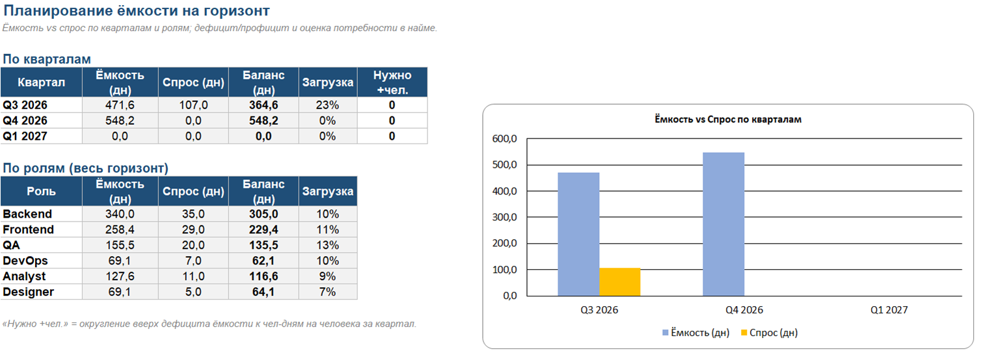 Планирование ёмкости на горизонт
Ёмкость vs спрос по кварталам и ролям; дефицит/профицит и оценка потребности в найме.
По кварталам
Квартал Ёмкость (дн) Спрос (дн) Баланс (дн) Загрузка Нужно +чел.
Q3 2026 471,6 107,0 364,6 23% 0
Q4 2026 548,2 0,0 548,2 0% 0
Q1 2027 0,0 0,0 0,0 0% 0
По ролям (весь горизонт)
Роль Ёмкость (дн) Спрос (дн) Баланс (дн) Загрузка
Backend 340,0 35,0 305,0 10%
Frontend 258,4 29,0 229,4 11%
QA 155,5 20,0 135,5 13%
DevOps 69,1 7,0 62,1 10%
Analyst 127,6 11,0 116,6 9%
Designer 69,1 5,0 64,1 7%
«Нужно +чел.» = округление вверх дефицита ёмкости к чел-дням на человека за квартал.
Ёмкость vs Спрос по кварталам
600,0
500,0
400,0
300,0
200,0
100,0
0,0
Q3 2026 Q4 2026 Q1 2027
Ёмкость (дн) Спрос (дн)